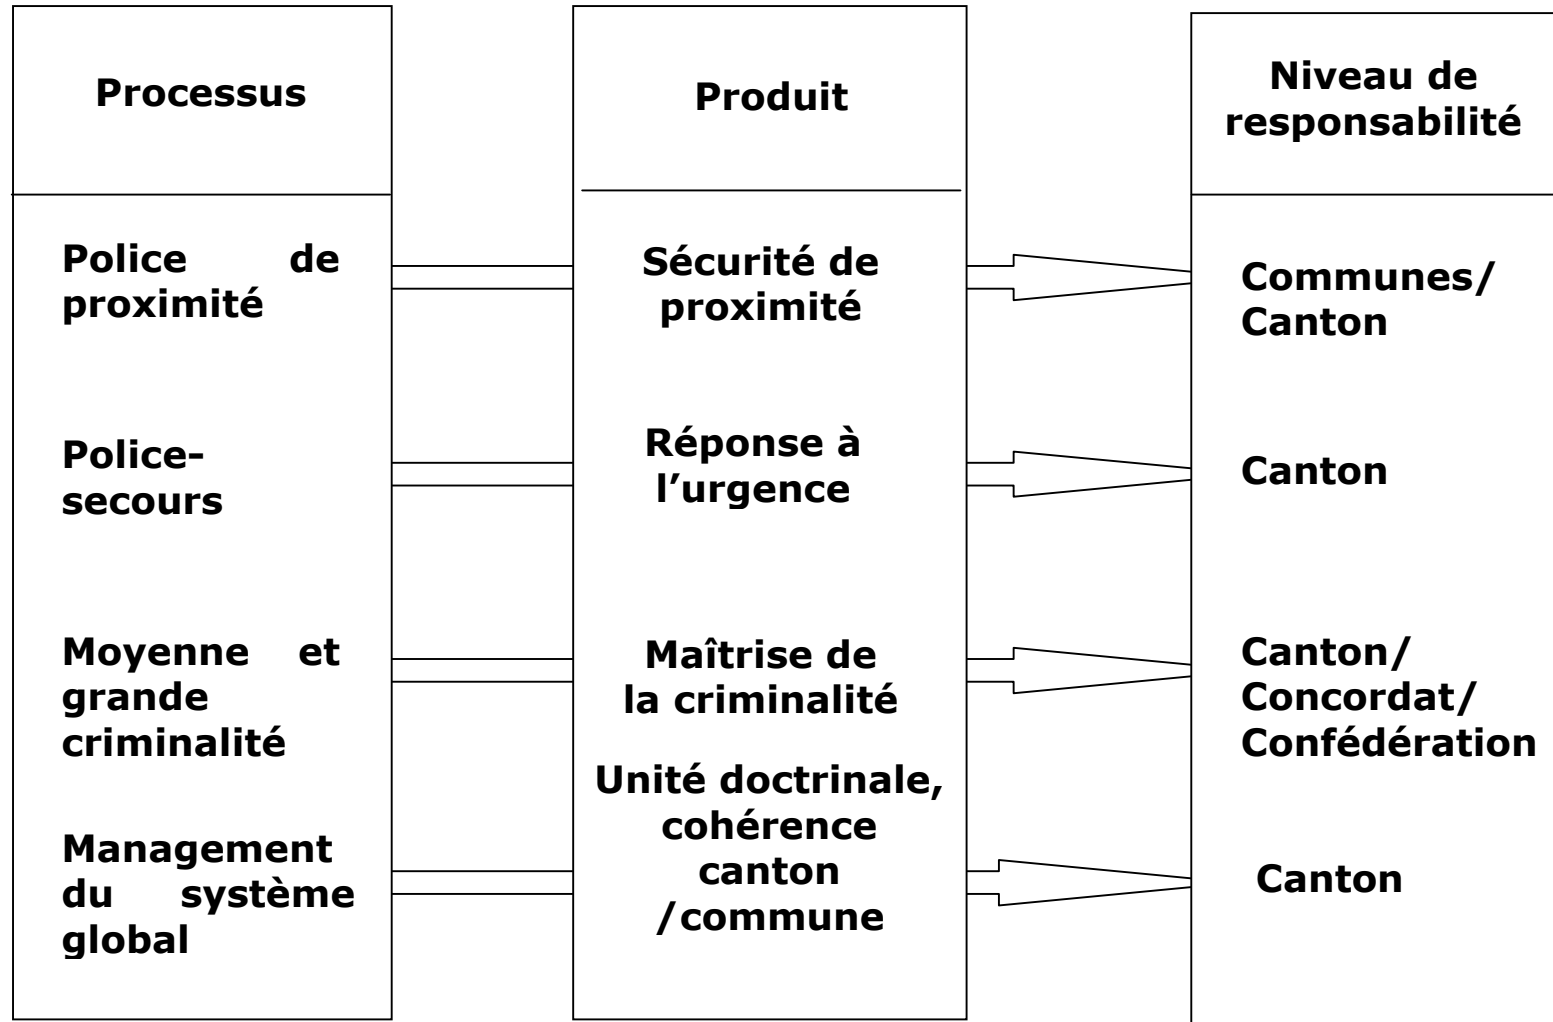 Processus
Produit
Niveau de
responsabilité
Police de
proximité
Sécurité de
proximité
Communes/
Canton
Police-
secours
Réponse à
l’urgence
Canton
Moyenne et
grande
criminalité
Maîtrise de
la criminalité
Canton/
Concordat/
Confédération
Management
du système
global
Unité doctrinale,
cohérence
canton
/commune
Canton